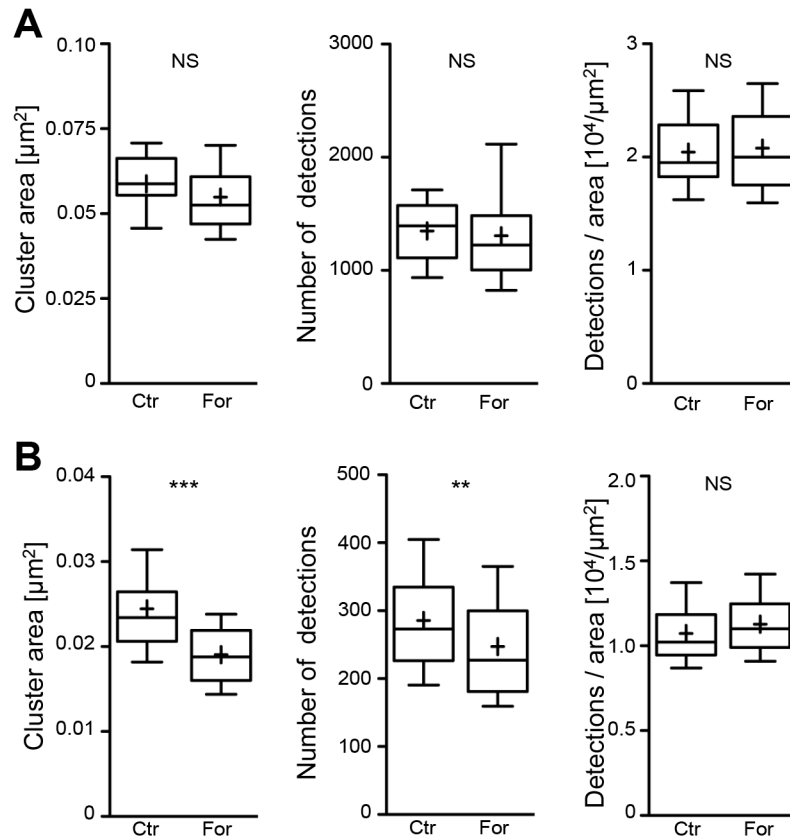 A
Cluster area [µm²]
0.10
0.075
0.05
0.025
0
NS
Ctr
For
Number of detections
3000
2000
1000
0
NS
Ctr
For
Detections / area [10⁴/µm²]
3
2
1
0
NS
Ctr
For
B
Cluster area [µm²]
0.04
0.03
0.02
0.01
0
***
Ctr
For
Number of detections
500
400
300
200
100
0
**
Ctr
For
Detections / area [10⁴/µm²]
2.0
1.5
1.0
0.5
0
NS
Ctr
For